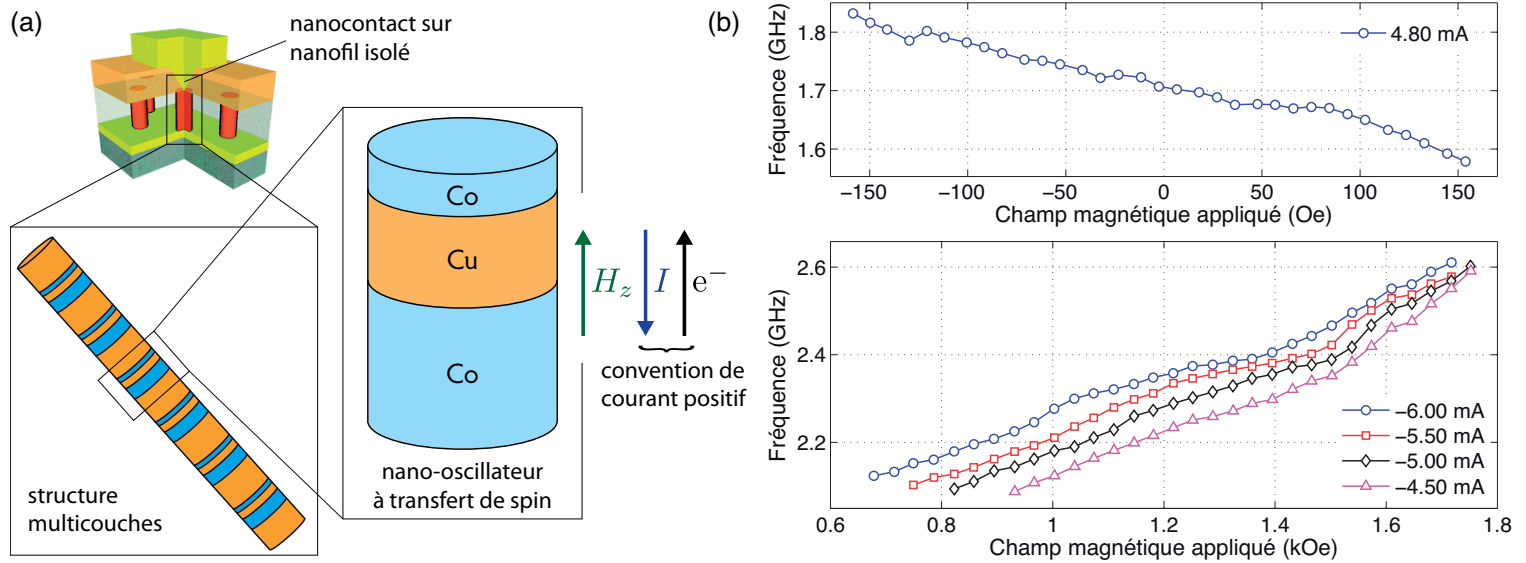 (a)
nanocontact sur
nanofil isolé
Co
Cu
Co
H_z
I
e⁻
convention de
courant positif
nano-oscillateur
à transfert de spin
structure
multicouches
(b)
Fréquence (GHz)
1.8
1.7
1.6
4.80 mA
−150
−100
−50
0
50
100
150
Champ magnétique appliqué (Oe)
Fréquence (GHz)
2.6
2.4
2.2
−6.00 mA
−5.50 mA
−5.00 mA
−4.50 mA
0.6
0.8
1
1.2
1.4
1.6
1.8
Champ magnétique appliqué (kOe)